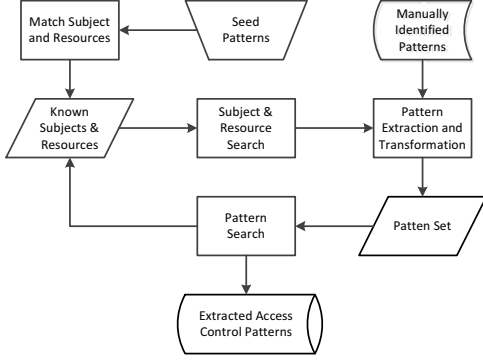 Match Subject
and Resources
Seed
Patterns
Manually
Identified
Patterns
Known
Subjects &
Resources
Subject &
Resource
Search
Pattern
Extraction and
Transformation
Pattern
Search
Patten Set
Extracted Access
Control Patterns